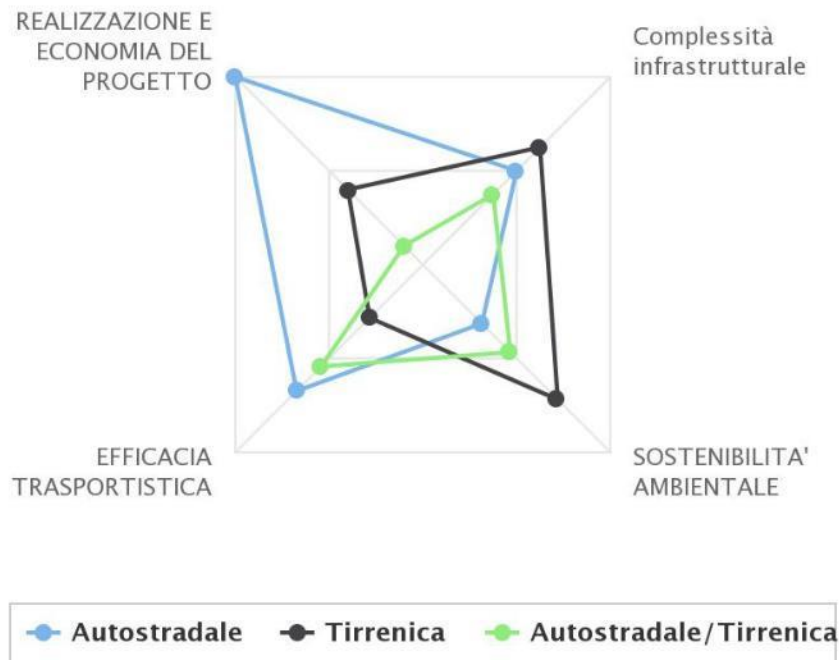 REALIZZAZIONE E
ECONOMIA DEL
PROGETTO
Complessità
infrastrutturale
EFFICACIA
TRASPORTISTICA
SOSTENIBILITA'
AMBIENTALE
Autostradale Tirrenica Autostradale/Tirrenica